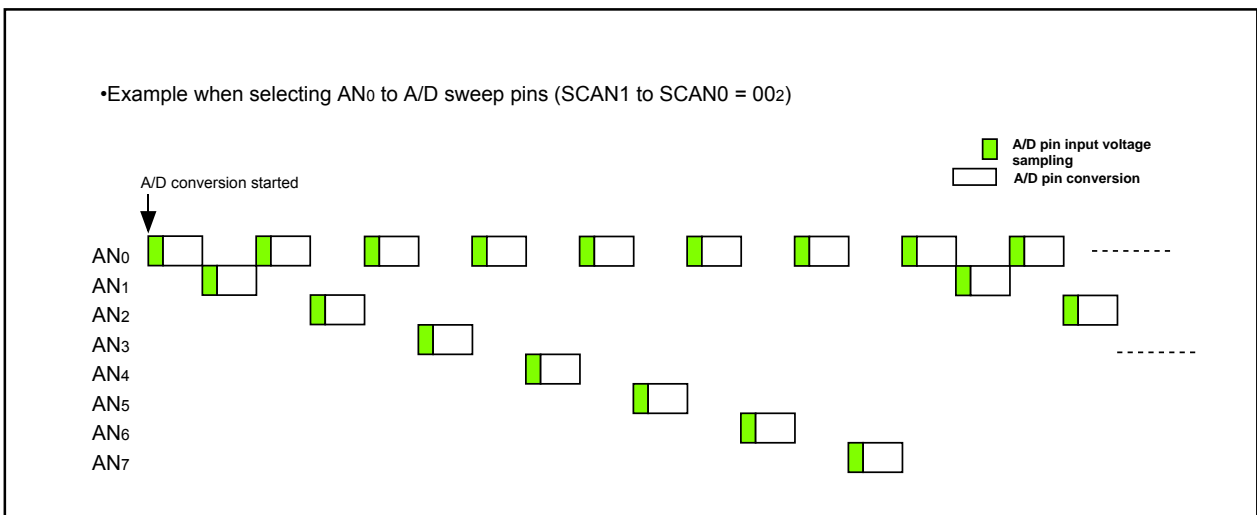 •Example when selecting AN0 to A/D sweep pins (SCAN1 to SCAN0 = 002)
A/D pin input voltage
sampling
A/D pin conversion
A/D conversion started
AN0
AN1
AN2
AN3
AN4
AN5
AN6
AN7